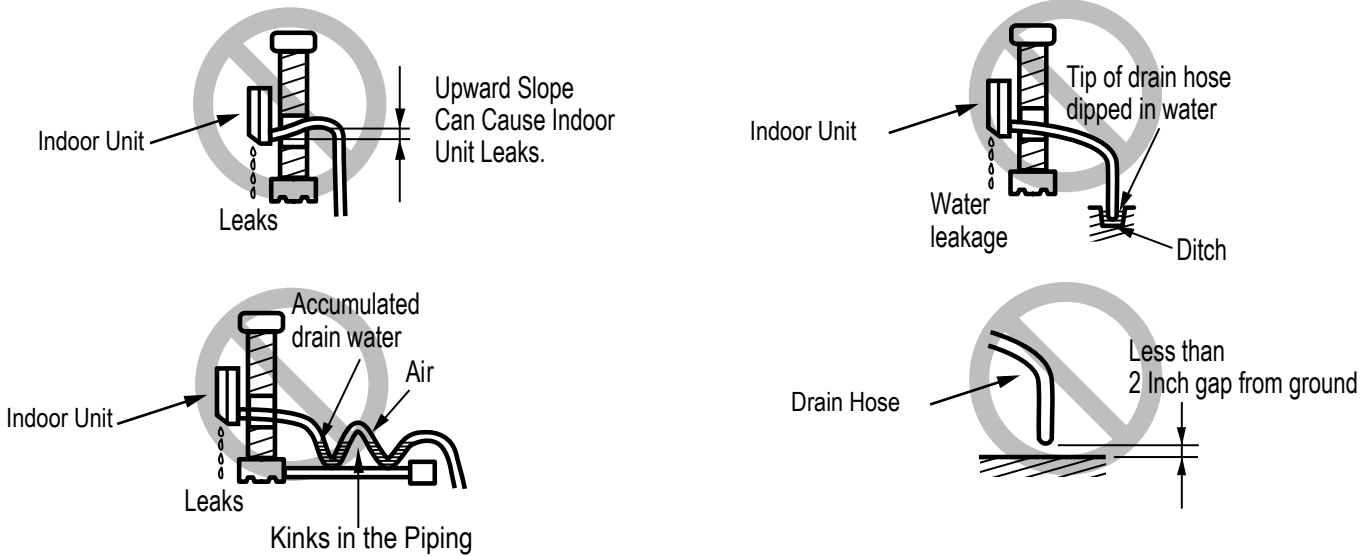 Indoor Unit
Upward Slope
Can Cause Indoor
Unit Leaks.
Leaks
Indoor Unit
Tip of drain hose
dipped in water
Water
leakage
Ditch
Indoor Unit
Accumulated
drain water
Air
Leaks
Kinks in the Piping
Drain Hose
Less than
2 Inch gap from ground